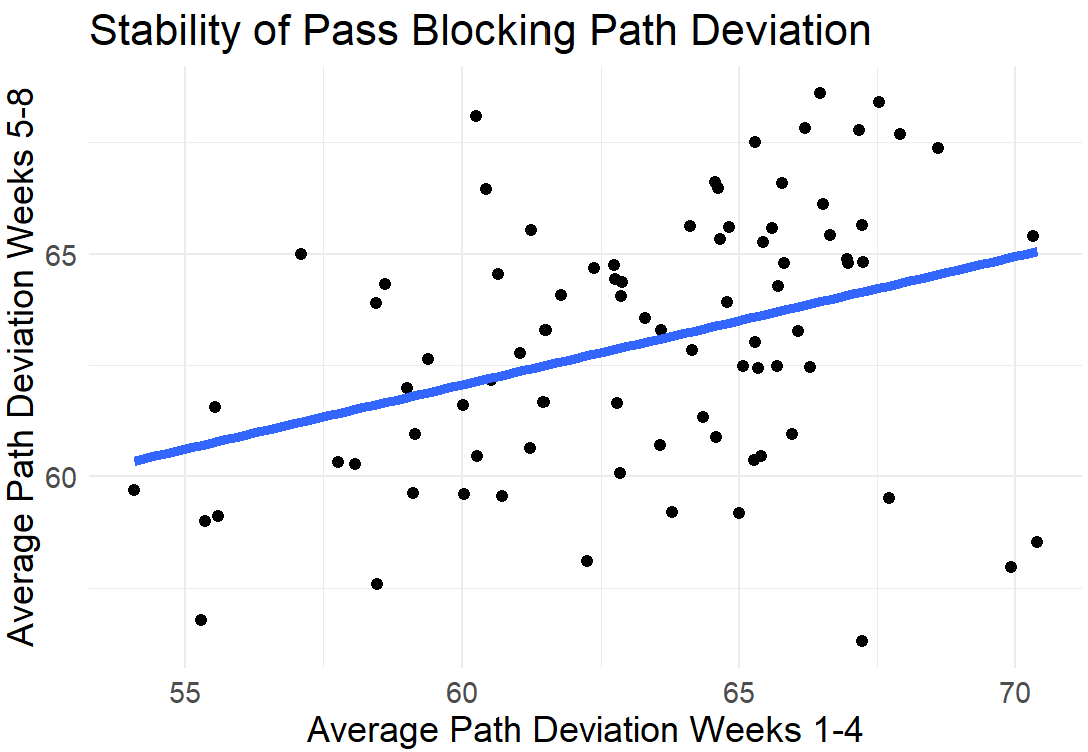 Stability of Pass Blocking Path Deviation
Average Path Deviation Weeks 5-8
65
60
55
60
65
70
Average Path Deviation Weeks 1-4